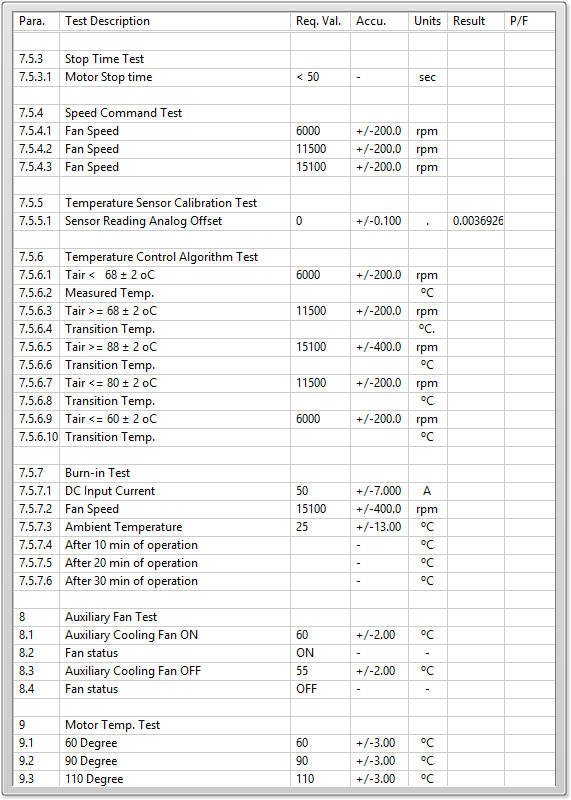 Para. Test Description Req. Val. Accu. Units Result P/F
7.5.3 Stop Time Test
7.5.3.1 Motor Stop time < 50 - sec
7.5.4 Speed Command Test
7.5.4.1 Fan Speed 6000 +/-200.0 rpm
7.5.4.2 Fan Speed 11500 +/-200.0 rpm
7.5.4.3 Fan Speed 15100 +/-200.0 rpm
7.5.5 Temperature Sensor Calibration Test
7.5.5.1 Sensor Reading Analog Offset 0 +/-0.100 . 0.0036926
7.5.6 Temperature Control Algorithm Test
7.5.6.1 Tair < 68 ± 2 oC 6000 +/-200.0 rpm
7.5.6.2 Measured Temp. ºC
7.5.6.3 Tair >= 68 ± 2 oC 11500 +/-200.0 rpm
7.5.6.4 Transition Temp. ºC.
7.5.6.5 Tair >= 88 ± 2 oC 15100 +/-400.0 rpm
7.5.6.6 Transition Temp. ºC
7.5.6.7 Tair <= 80 ± 2 oC 11500 +/-200.0 rpm
7.5.6.8 Transition Temp. ºC
7.5.6.9 Tair <= 60 ± 2 oC 6000 +/-200.0 rpm
7.5.6.10 Transition Temp. ºC
7.5.7 Burn-in Test
7.5.7.1 DC Input Current 50 +/-7.000 A
7.5.7.2 Fan Speed 15100 +/-400.0 rpm
7.5.7.3 Ambient Temperature 25 +/-13.00 ºC
7.5.7.4 After 10 min of operation - ºC
7.5.7.5 After 20 min of operation - ºC
7.5.7.6 After 30 min of operation - ºC
8 Auxiliary Fan Test
8.1 Auxiliary Cooling Fan ON 60 +/-2.00 ºC
8.2 Fan status ON - -
8.3 Auxiliary Cooling Fan OFF 55 +/-2.00 ºC
8.4 Fan status OFF - -
9 Motor Temp. Test
9.1 60 Degree 60 +/-3.00 ºC
9.2 90 Degree 90 +/-3.00 ºC
9.3 110 Degree 110 +/-3.00 ºC